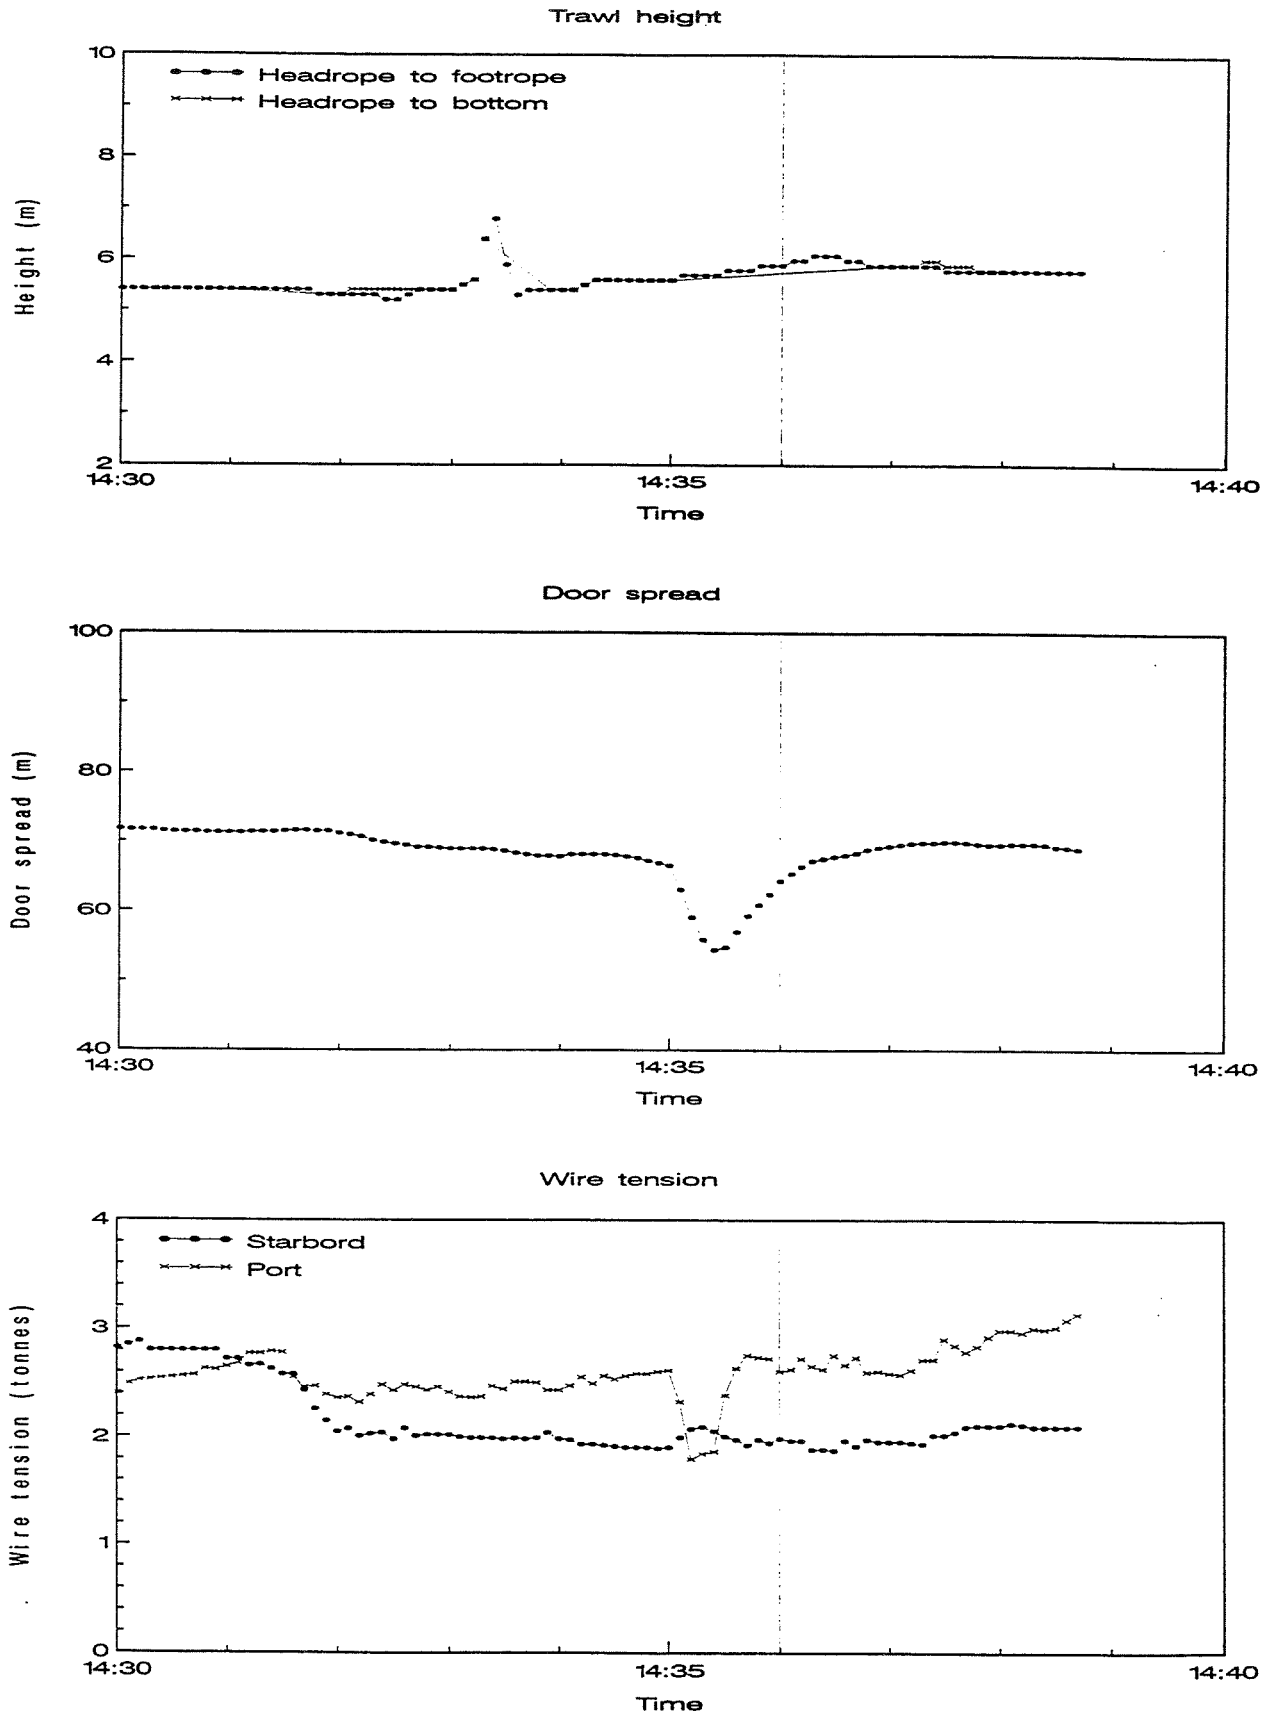 Trawl height
10
Headrope to footrope
Headrope to bottom
8
6
4
2
Height (m)
14:30 14:35 14:40
Time
Door spread
100
80
60
40
Door spread (m)
14:30 14:35 14:40
Time
Wire tension
4
Starbord
Port
3
2
1
0
Wire tension (tonnes)
14:30 14:35 14:40
Time